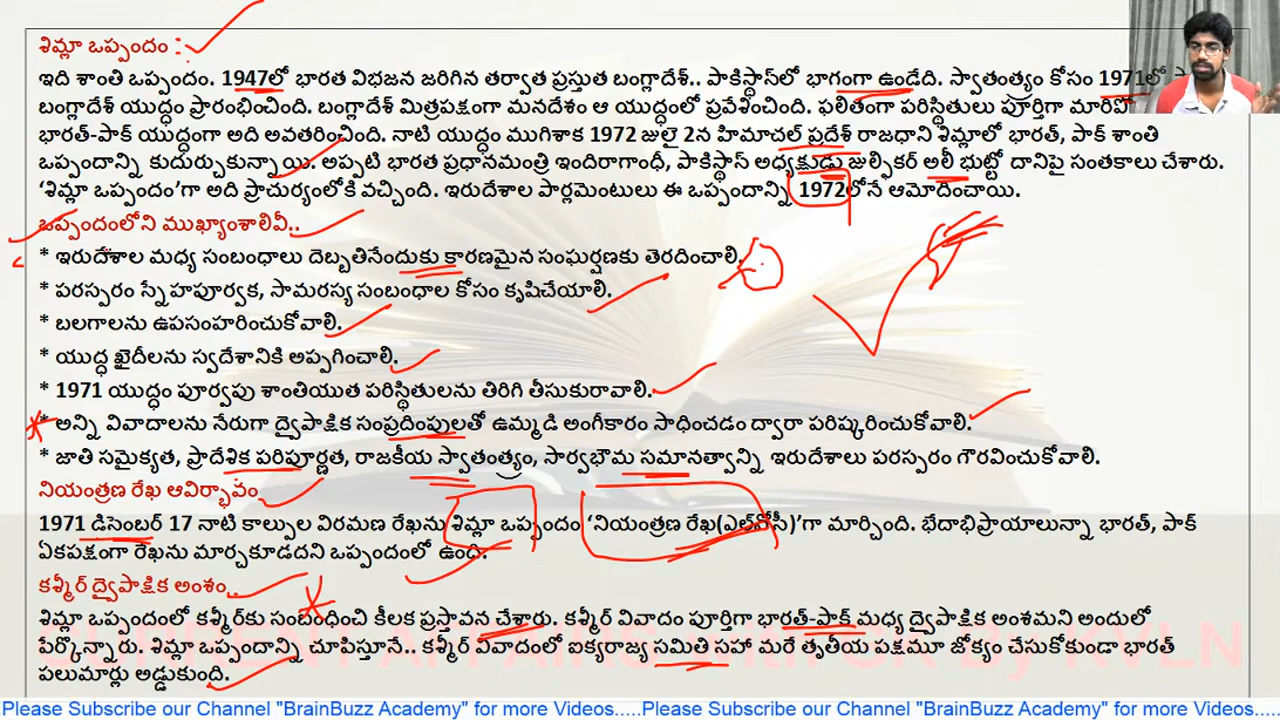 శిమ్లా ఒప్పందం :
ఇది శాంతి ఒప్పందం. 1947లో భారత విభజన జరిగిన తర్వాత ప్రస్తుత బంగ్లాదేశ్.. పాకిస్థాన్‌లో భాగంగా ఉండేది. స్వాతంత్ర్యం కోసం 1971లో
బంగ్లాదేశ్ యుద్ధం ప్రారంభించింది. బంగ్లాదేశ్ మిత్రపక్షంగా మనదేశం ఆ యుద్ధంలో ప్రవేశించింది. ఫలితంగా పరిస్థితులు పూర్తిగా మారిపో
భారత్-పాక్ యుద్ధంగా అది అవతరించింది. నాటి యుద్ధం ముగిశాక 1972 జులై 2న హిమాచల్ ప్రదేశ్ రాజధాని శిమ్లాలో భారత్, పాక్ శాంతి
ఒప్పందాన్ని కుదుర్చుకున్నాయి. అప్పటి భారత ప్రధానమంత్రి ఇందిరాగాంధీ, పాకిస్థాన్ అధ్యక్షుడు జుల్ఫికర్ అలీ భుట్టో దానిపై సంతకాలు చేశారు.
‘శిమ్లా ఒప్పందం’గా అది ప్రాచుర్యంలోకి వచ్చింది. ఇరుదేశాల పార్లమెంటులు ఈ ఒప్పందాన్ని 1972లోనే ఆమోదించాయి.
ఒప్పందంలోని ముఖ్యాంశాలివీ..
* ఇరుదేశాల మధ్య సంబంధాలు దెబ్బతినేందుకు కారణమైన సంఘర్షణకు తెరదించాలి.
* పరస్పరం స్నేహపూర్వక, సామరస్య సంబంధాల కోసం కృషిచేయాలి.
* బలగాలను ఉపసంహరించుకోవాలి.
* యుద్ధ ఖైదీలను స్వదేశానికి అప్పగించాలి.
* 1971 యుద్ధం పూర్వపు శాంతియుత పరిస్థితులను తిరిగి తీసుకురావాలి.
* అన్ని వివాదాలను నేరుగా ద్వైపాక్షిక సంప్రదింపులతో ఉమ్మడి అంగీకారం సాధించడం ద్వారా పరిష్కరించుకోవాలి.
* జాతి సమైక్యత, ప్రాదేశిక పరిపూర్ణత, రాజకీయ స్వాతంత్ర్యం, సార్వభౌమ సమానత్వాన్ని ఇరుదేశాలు పరస్పరం గౌరవించుకోవాలి.
నియంత్రణ రేఖ ఆవిర్భావం
1971 డిసెంబర్ 17 నాటి కాల్పుల విరమణ రేఖను శిమ్లా ఒప్పందం ‘నియంత్రణ రేఖ(ఎల్‌వోసీ)’గా మార్చింది. భేదాభిప్రాయాలున్నా భారత్, పాక్
ఏకపక్షంగా రేఖను మార్చకూడదని ఒప్పందంలో ఉంది.
కశ్మీర్ ద్వైపాక్షిక అంశం..
శిమ్లా ఒప్పందంలో కశ్మీర్‌కు సంబంధించి కీలక ప్రస్తావన చేశారు. కశ్మీర్ వివాదం పూర్తిగా భారత్-పాక్ మధ్య ద్వైపాక్షిక అంశమని అందులో
పేర్కొన్నారు. శిమ్లా ఒప్పందాన్ని చూపిస్తూనే.. కశ్మీర్ వివాదంలో ఐక్యరాజ్య సమితి సహా మరే తృతీయ పక్షమూ జోక్యం చేసుకోకుండా భారత్
పలుమార్లు అడ్డుకుంది.
Please Subscribe our Channel "BrainBuzz Academy" for more Videos.....Please Subscribe our Channel "BrainBuzz Academy" for more Videos....